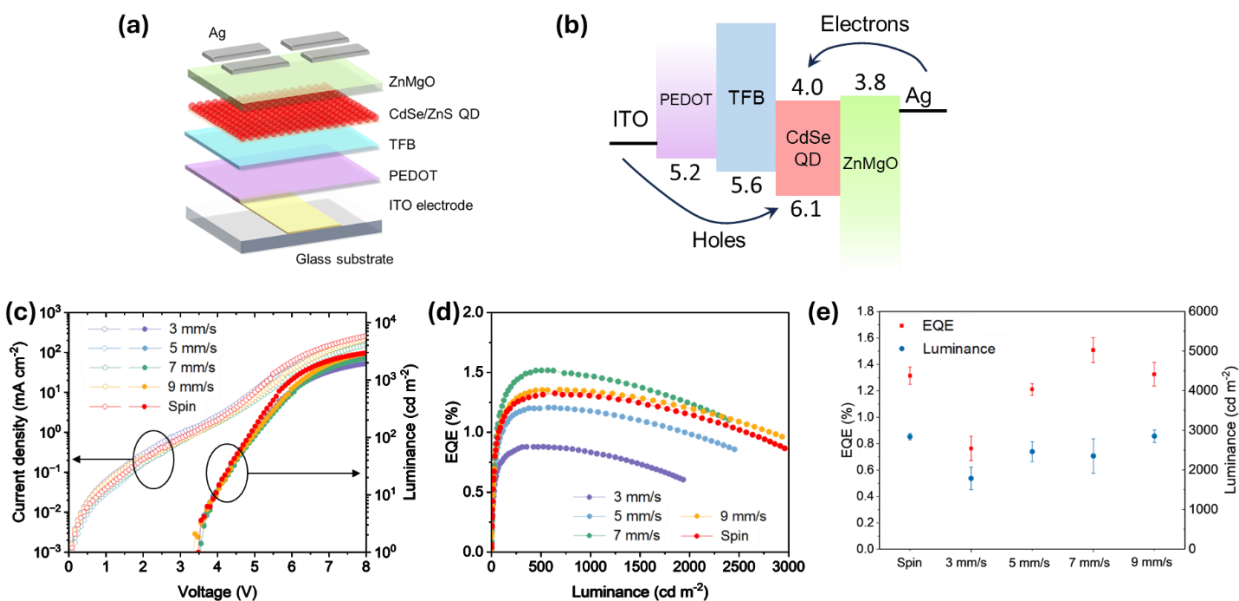 (a)
Ag
ZnMgO
CdSe/ZnS QD
TFB
PEDOT
ITO electrode
Glass substrate
(b)
Electrons
ITO
PEDOT
TFB
4.0
3.8
Ag
CdSe
QD
ZnMgO
5.2
5.6
6.1
Holes
(c)
Current density (mA cm⁻²)
10³
10²
10¹
10⁰
10⁻¹
10⁻²
10⁻³
3 mm/s
5 mm/s
7 mm/s
9 mm/s
Spin
0 1 2 3 4 5 6 7 8
Voltage (V)
10⁴
10³
10²
10¹
10⁰
Luminance (cd m⁻²)
(d)
EQE (%)
2.0
1.5
1.0
0.5
0.0
3 mm/s
5 mm/s
7 mm/s
9 mm/s
Spin
0 500 1000 1500 2000 2500 3000
Luminance (cd m⁻²)
(e)
EQE (%)
1.8
1.6
1.4
1.2
1.0
0.8
0.6
0.4
0.2
0.0
EQE
Luminance
Spin 3 mm/s 5 mm/s 7 mm/s 9 mm/s
6000
5000
4000
3000
2000
1000
0
Luminance (cd m⁻²)